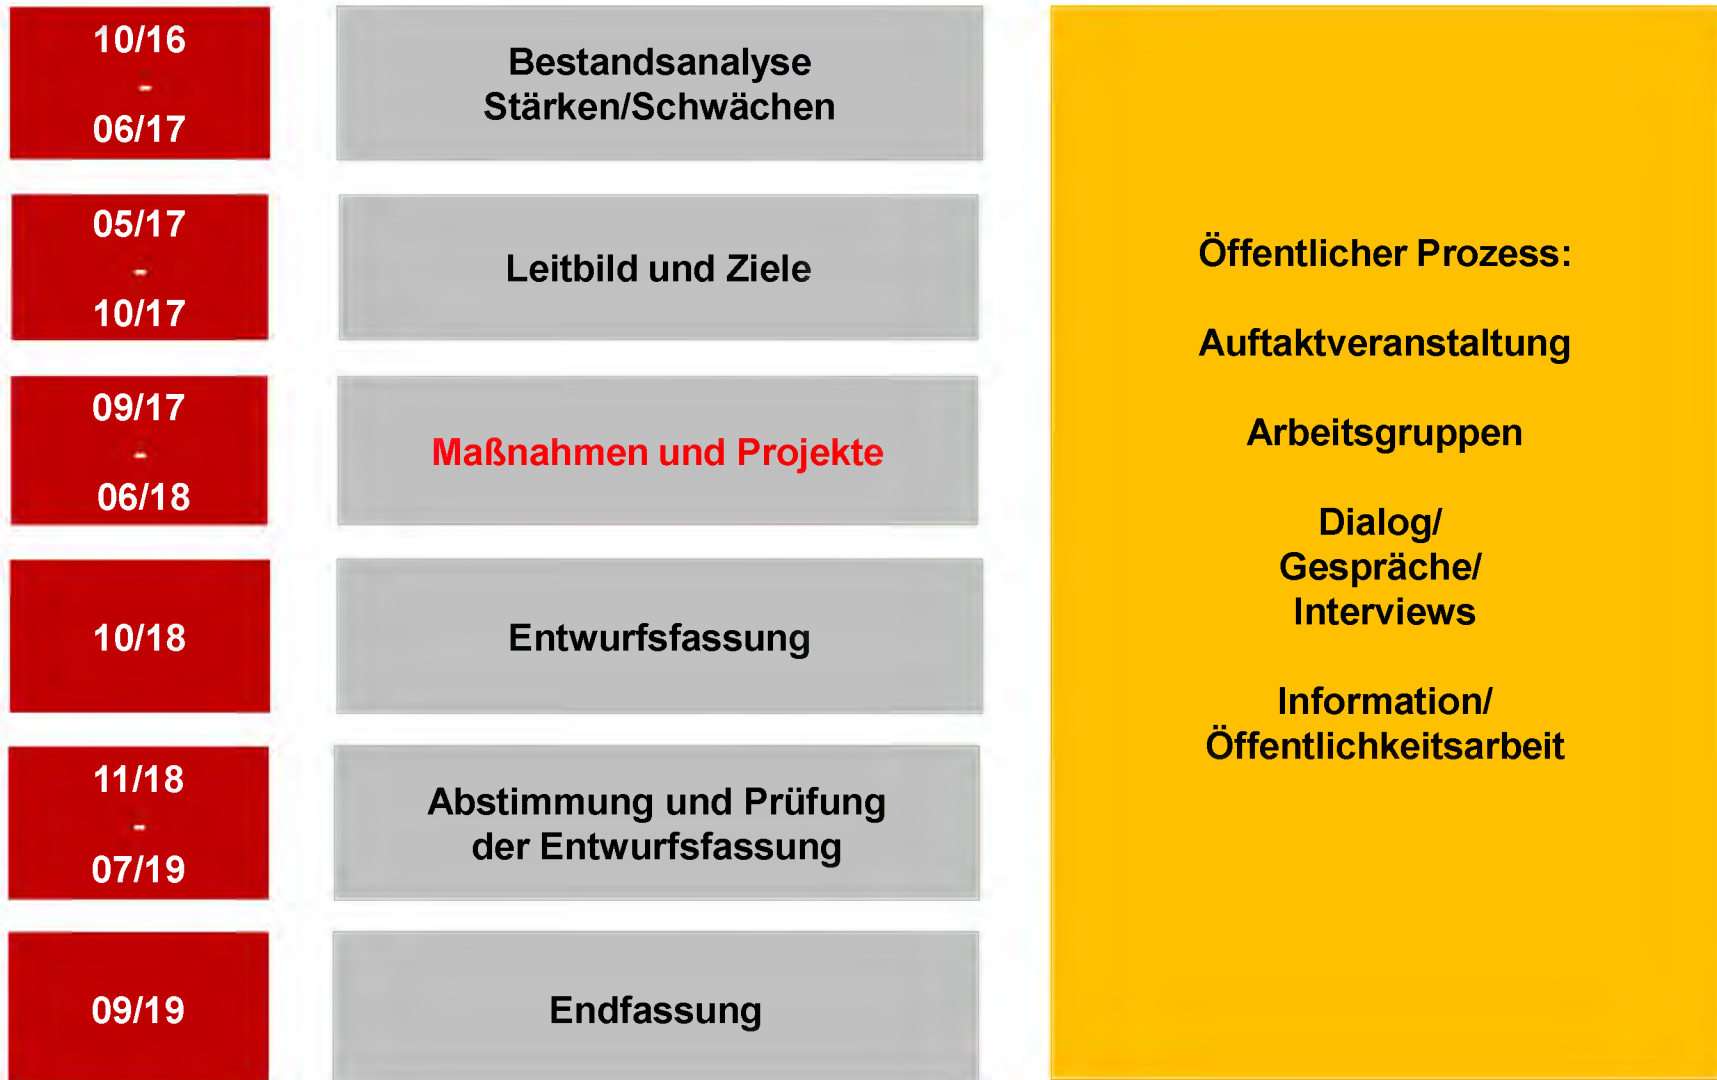 10/16
-
06/17
Bestandsanalyse
Stärken/Schwächen
05/17
-
10/17
Leitbild und Ziele
09/17
-
06/18
Maßnahmen und Projekte
10/18
Entwurfsfassung
11/18
-
07/19
Abstimmung und Prüfung
der Entwurfsfassung
09/19
Endfassung
Öffentlicher Prozess:
Auftaktveranstaltung
Arbeitsgruppen
Dialog/
Gespräche/
Interviews
Information/
Öffentlichkeitsarbeit